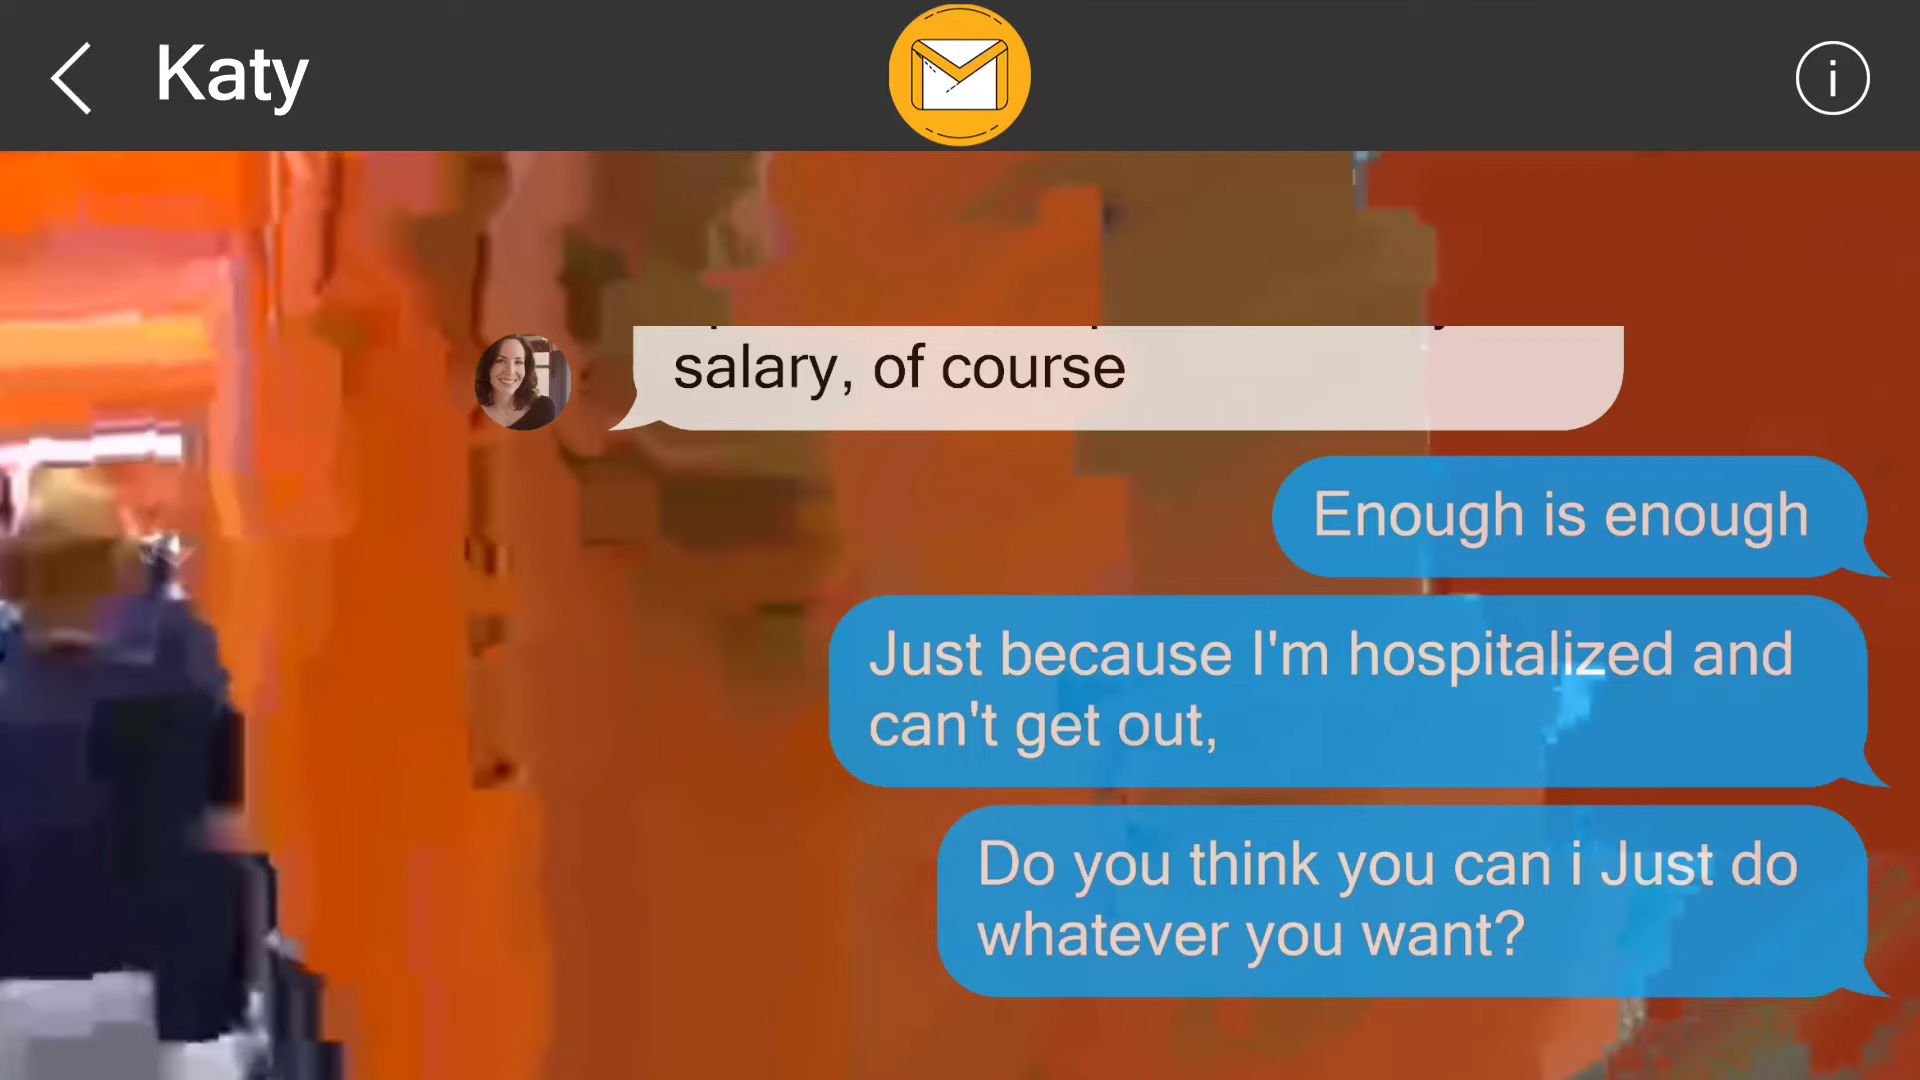 Katy
salary, of course
Enough is enough
Just because I'm hospitalized and
can't get out,
Do you think you can i Just do
whatever you want?